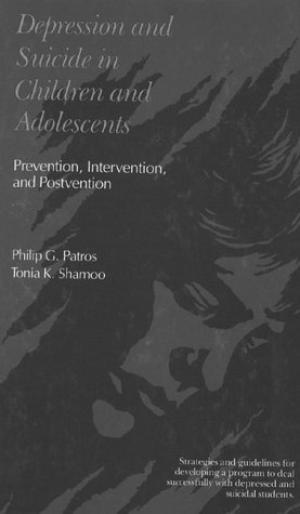 Depression and
Suicide in
Children and
Adolescents
Prevention, Intervention,
and Postvention
Philip G. Patros
Tonia K. Shamoo
Strategies and guidelines for
developing a program to deal
successfully with depressed and
suicidal students.